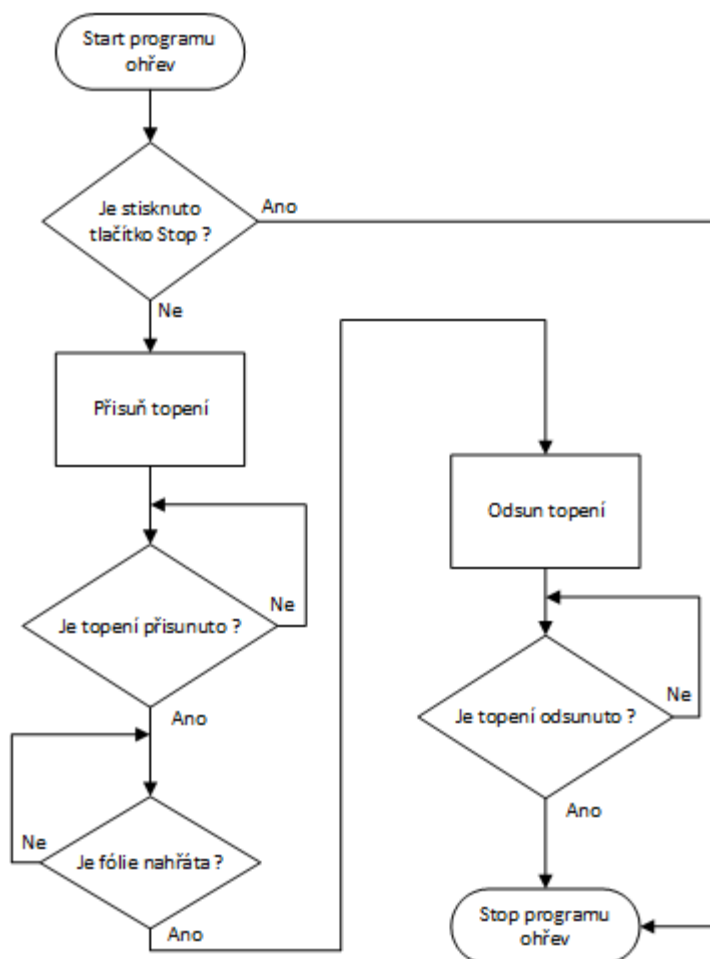 Start programu
ohřev
Je stisknuto
tlačítko Stop ?
Ano
Ne
Přisuň topení
Je topení přisunuto ?
Ne
Ano
Je fólie nahřáta ?
Ne
Ano
Odsun topení
Je topení odsunuto ?
Ne
Ano
Stop programu
ohřev